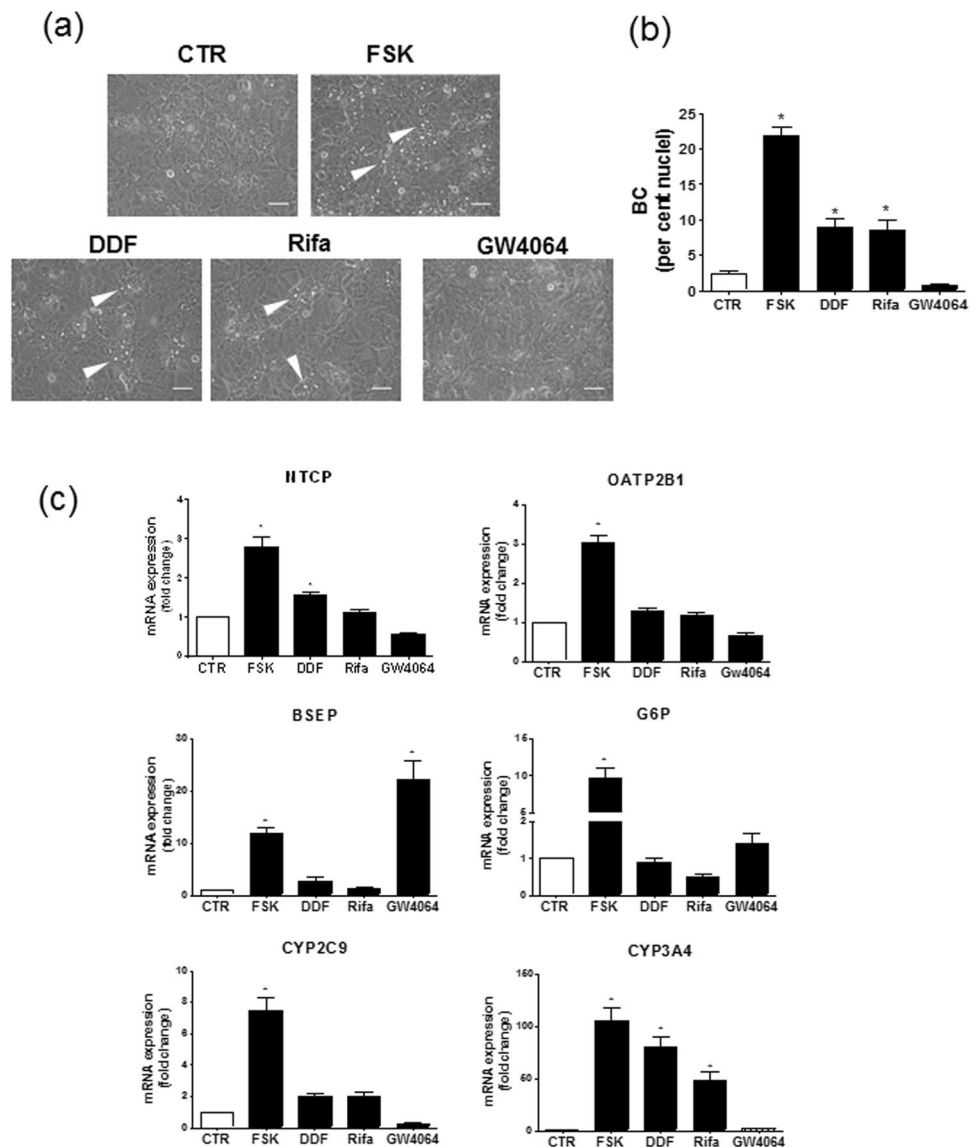 (a)
CTR
FSK
DDF
Rifa
GW4064
(b)
BC
(per cent nuclei)
25
20
15
10
5
0
*
*
*
CTR
FSK
DDF
Rifa
GW4064
(c)
NTCP
mRNA expression
(fold change)
4
3
2
1
0
*
*
CTR
FSK
DDF
Rifa
GW4064
OATP2B1
mRNA expression
(fold change)
4
3
2
1
0
*
CTR
FSK
DDF
Rifa
Gw4064
BSEP
mRNA expression
(fold change)
30
20
10
0
*
*
CTR
FSK
DDF
Rifa
GW4064
G6P
mRNA expression
(fold change)
15
10
5
2
1
0
*
CTR
FSK
DDF
Rifa
GW4064
CYP2C9
mRNA expression
(fold change)
10
8
6
4
2
0
*
CTR
FSK
DDF
Rifa
GW4064
CYP3A4
mRNA expression
(fold change)
150
100
50
0
*
*
*
CTR
FSK
DDF
Rifa
GW4064